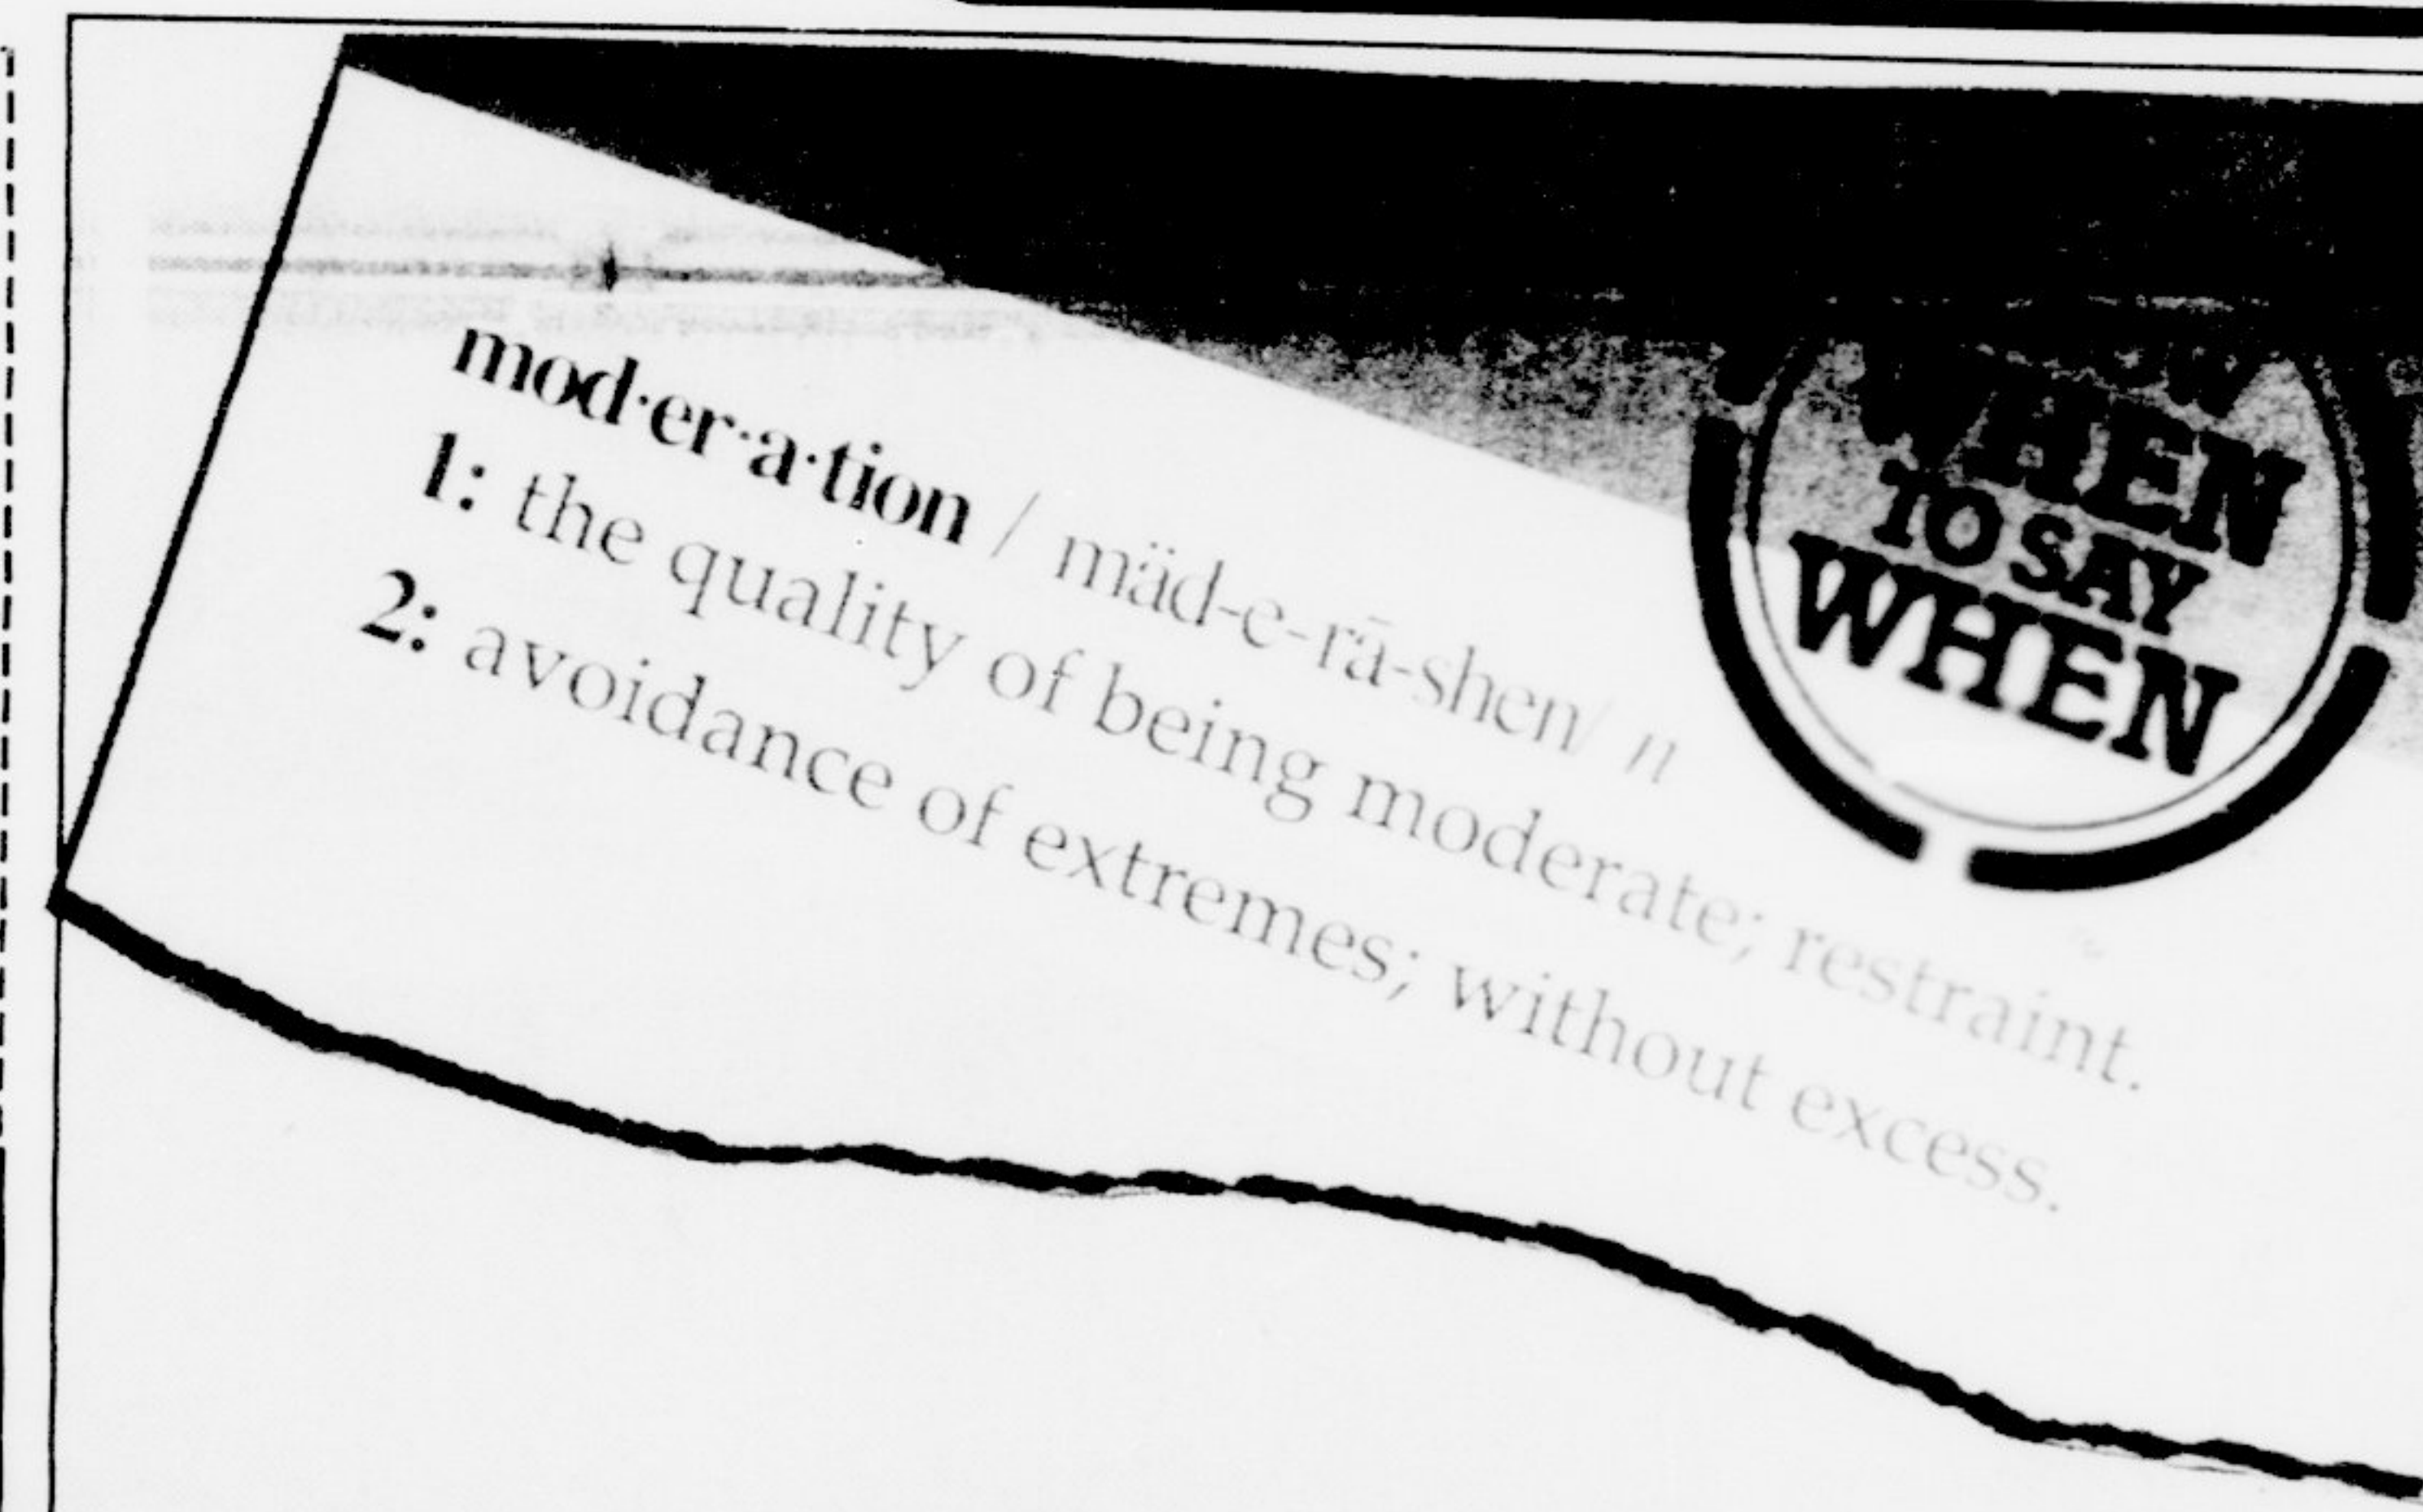 mod·er·a·tion / mäd-e-rā-shen/ n
1: the quality of being moderate; restraint.
2: avoidance of extremes; without excess.
WHEN
TO SAY
WHEN